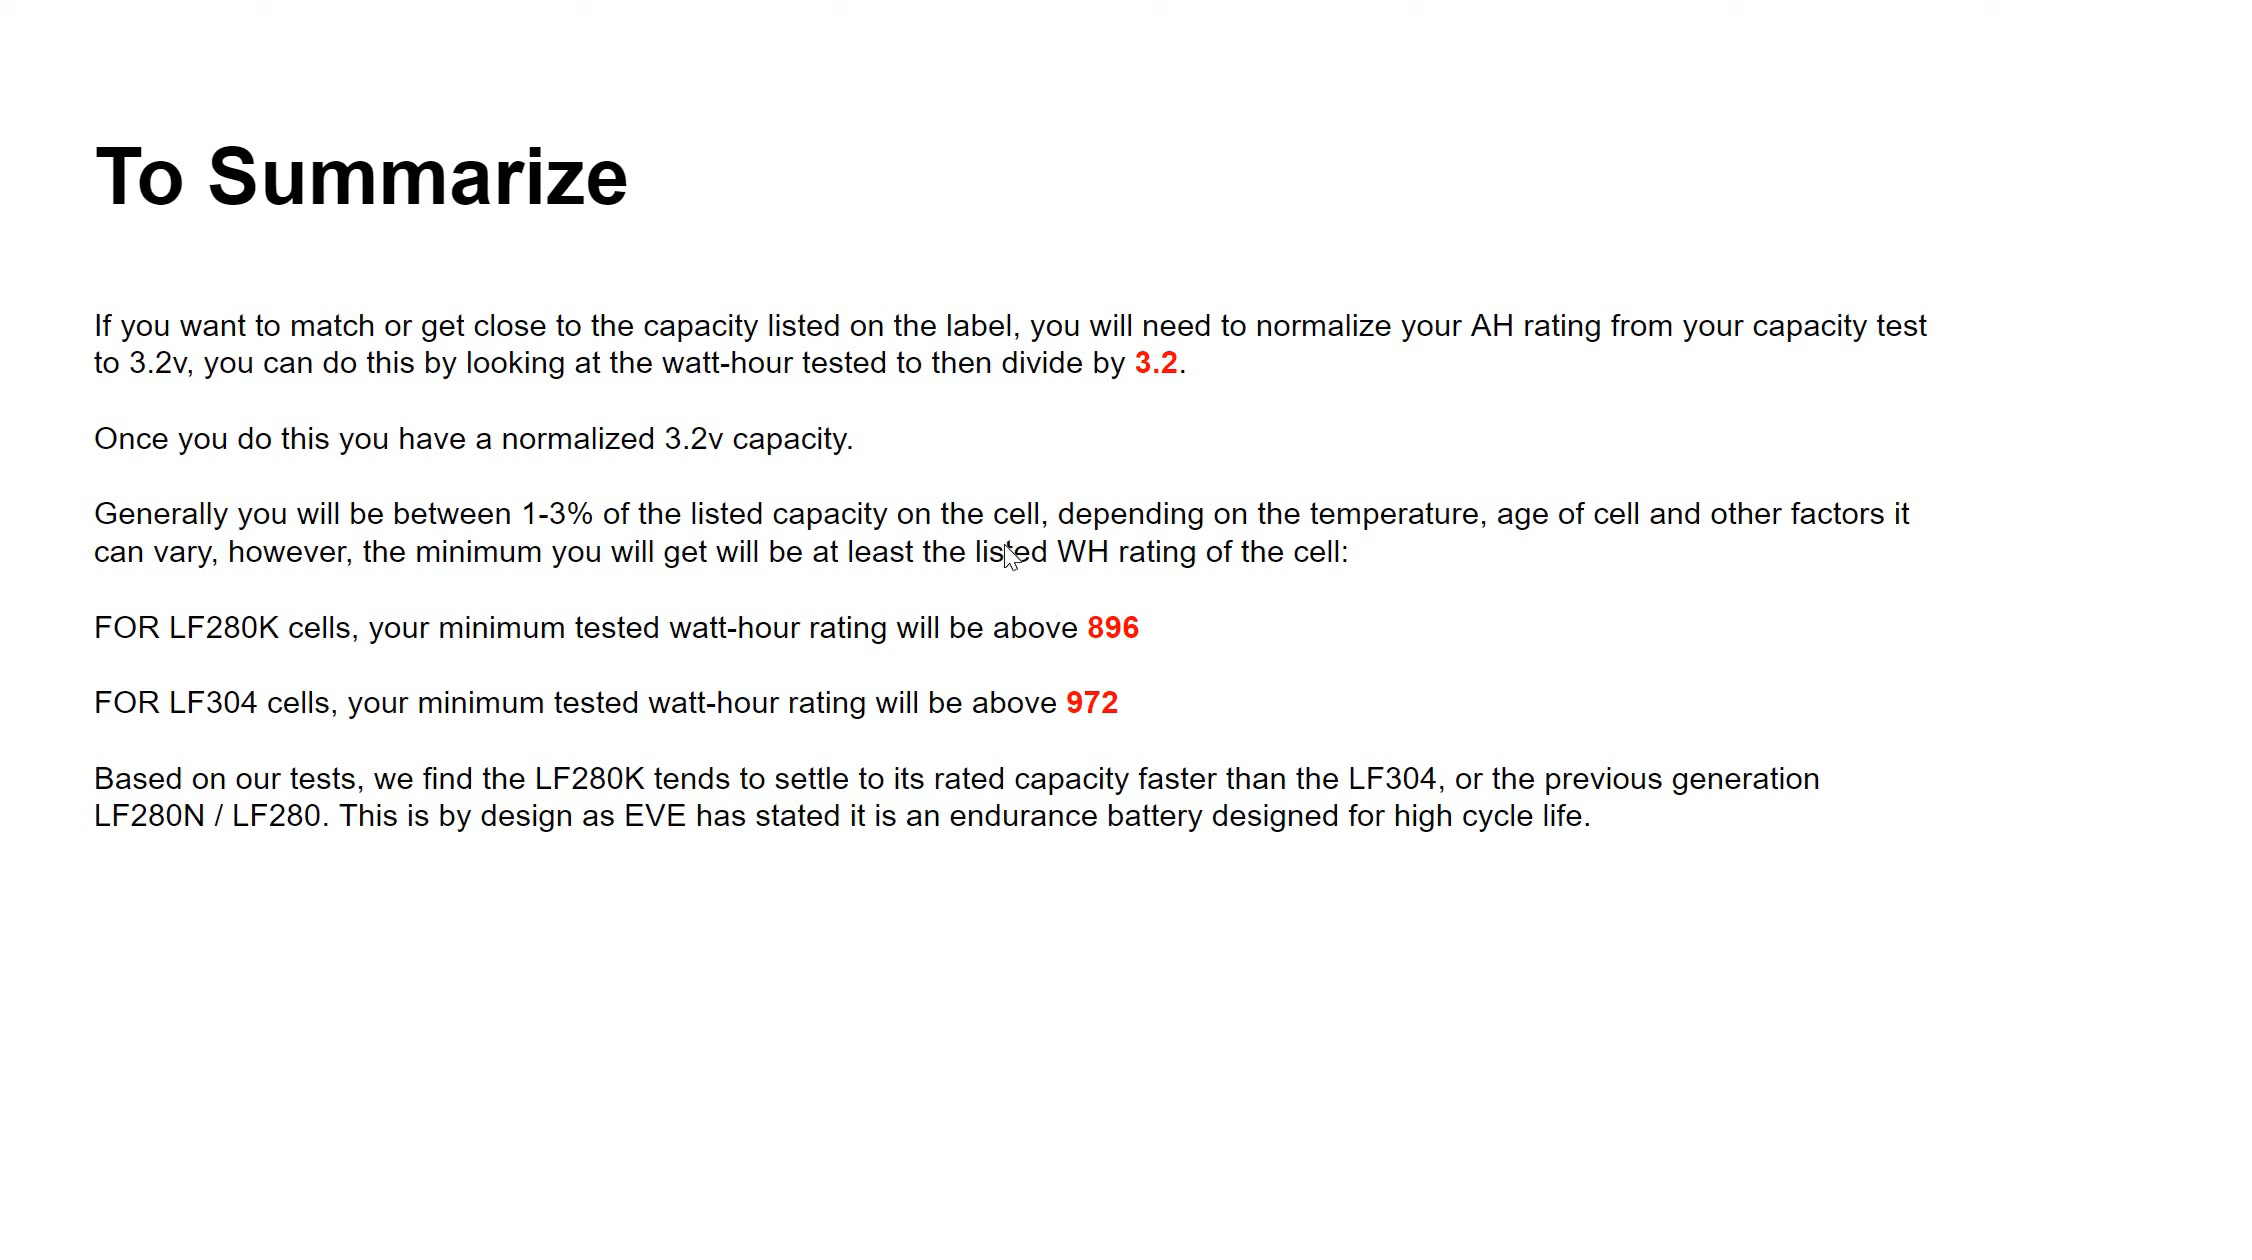 To Summarize
If you want to match or get close to the capacity listed on the label, you will need to normalize your AH rating from your capacity test
to 3.2v, you can do this by looking at the watt-hour tested to then divide by 3.2.
Once you do this you have a normalized 3.2v capacity.
Generally you will be between 1-3% of the listed capacity on the cell, depending on the temperature, age of cell and other factors it
can vary, however, the minimum you will get will be at least the listed WH rating of the cell:
FOR LF280K cells, your minimum tested watt-hour rating will be above 896
FOR LF304 cells, your minimum tested watt-hour rating will be above 972
Based on our tests, we find the LF280K tends to settle to its rated capacity faster than the LF304, or the previous generation
LF280N / LF280. This is by design as EVE has stated it is an endurance battery designed for high cycle life.